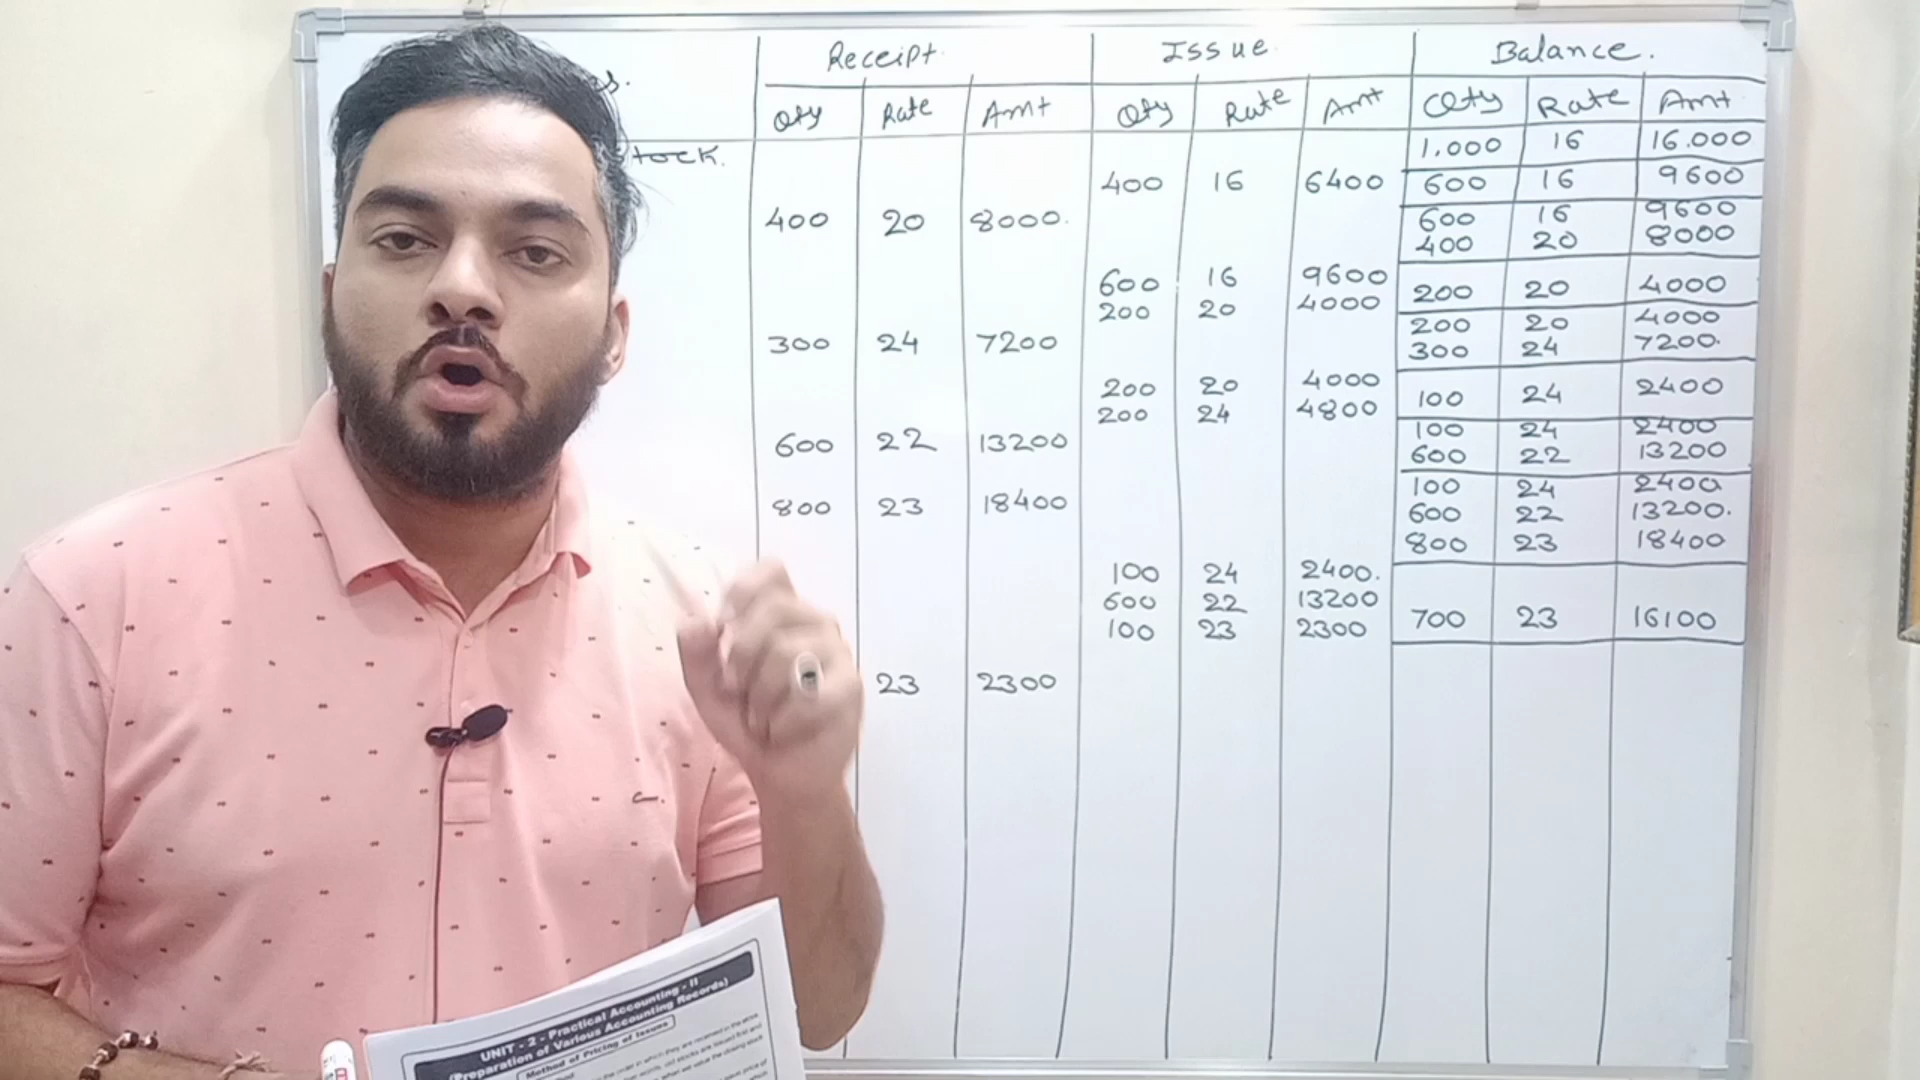 Receipt. Issue. Balance.
Qty Rate Amt Qty Rate Amt Qty Rate Amt
1,000 16 16.000
tock.
400 16 6400 600 16 9600
400 20 8000. 600 16 9600
400 20 8000
600 16 9600
200 20 4000 200 20 4000
200 20 4000
300 24 7200 300 24 7200.
200 20 4000
200 24 4800 100 24 2400
100 24 2400
600 22 13200 600 22 13200
100 24 2400
800 23 18400 600 22 13200.
800 23 18400
100 24 2400.
600 22 13200
100 23 2300 700 23 16100
23 2300
UNIT - 2 - Practical Accounting - II
(Preparation of Various Accounting Records)
Method of Pricing of Issues